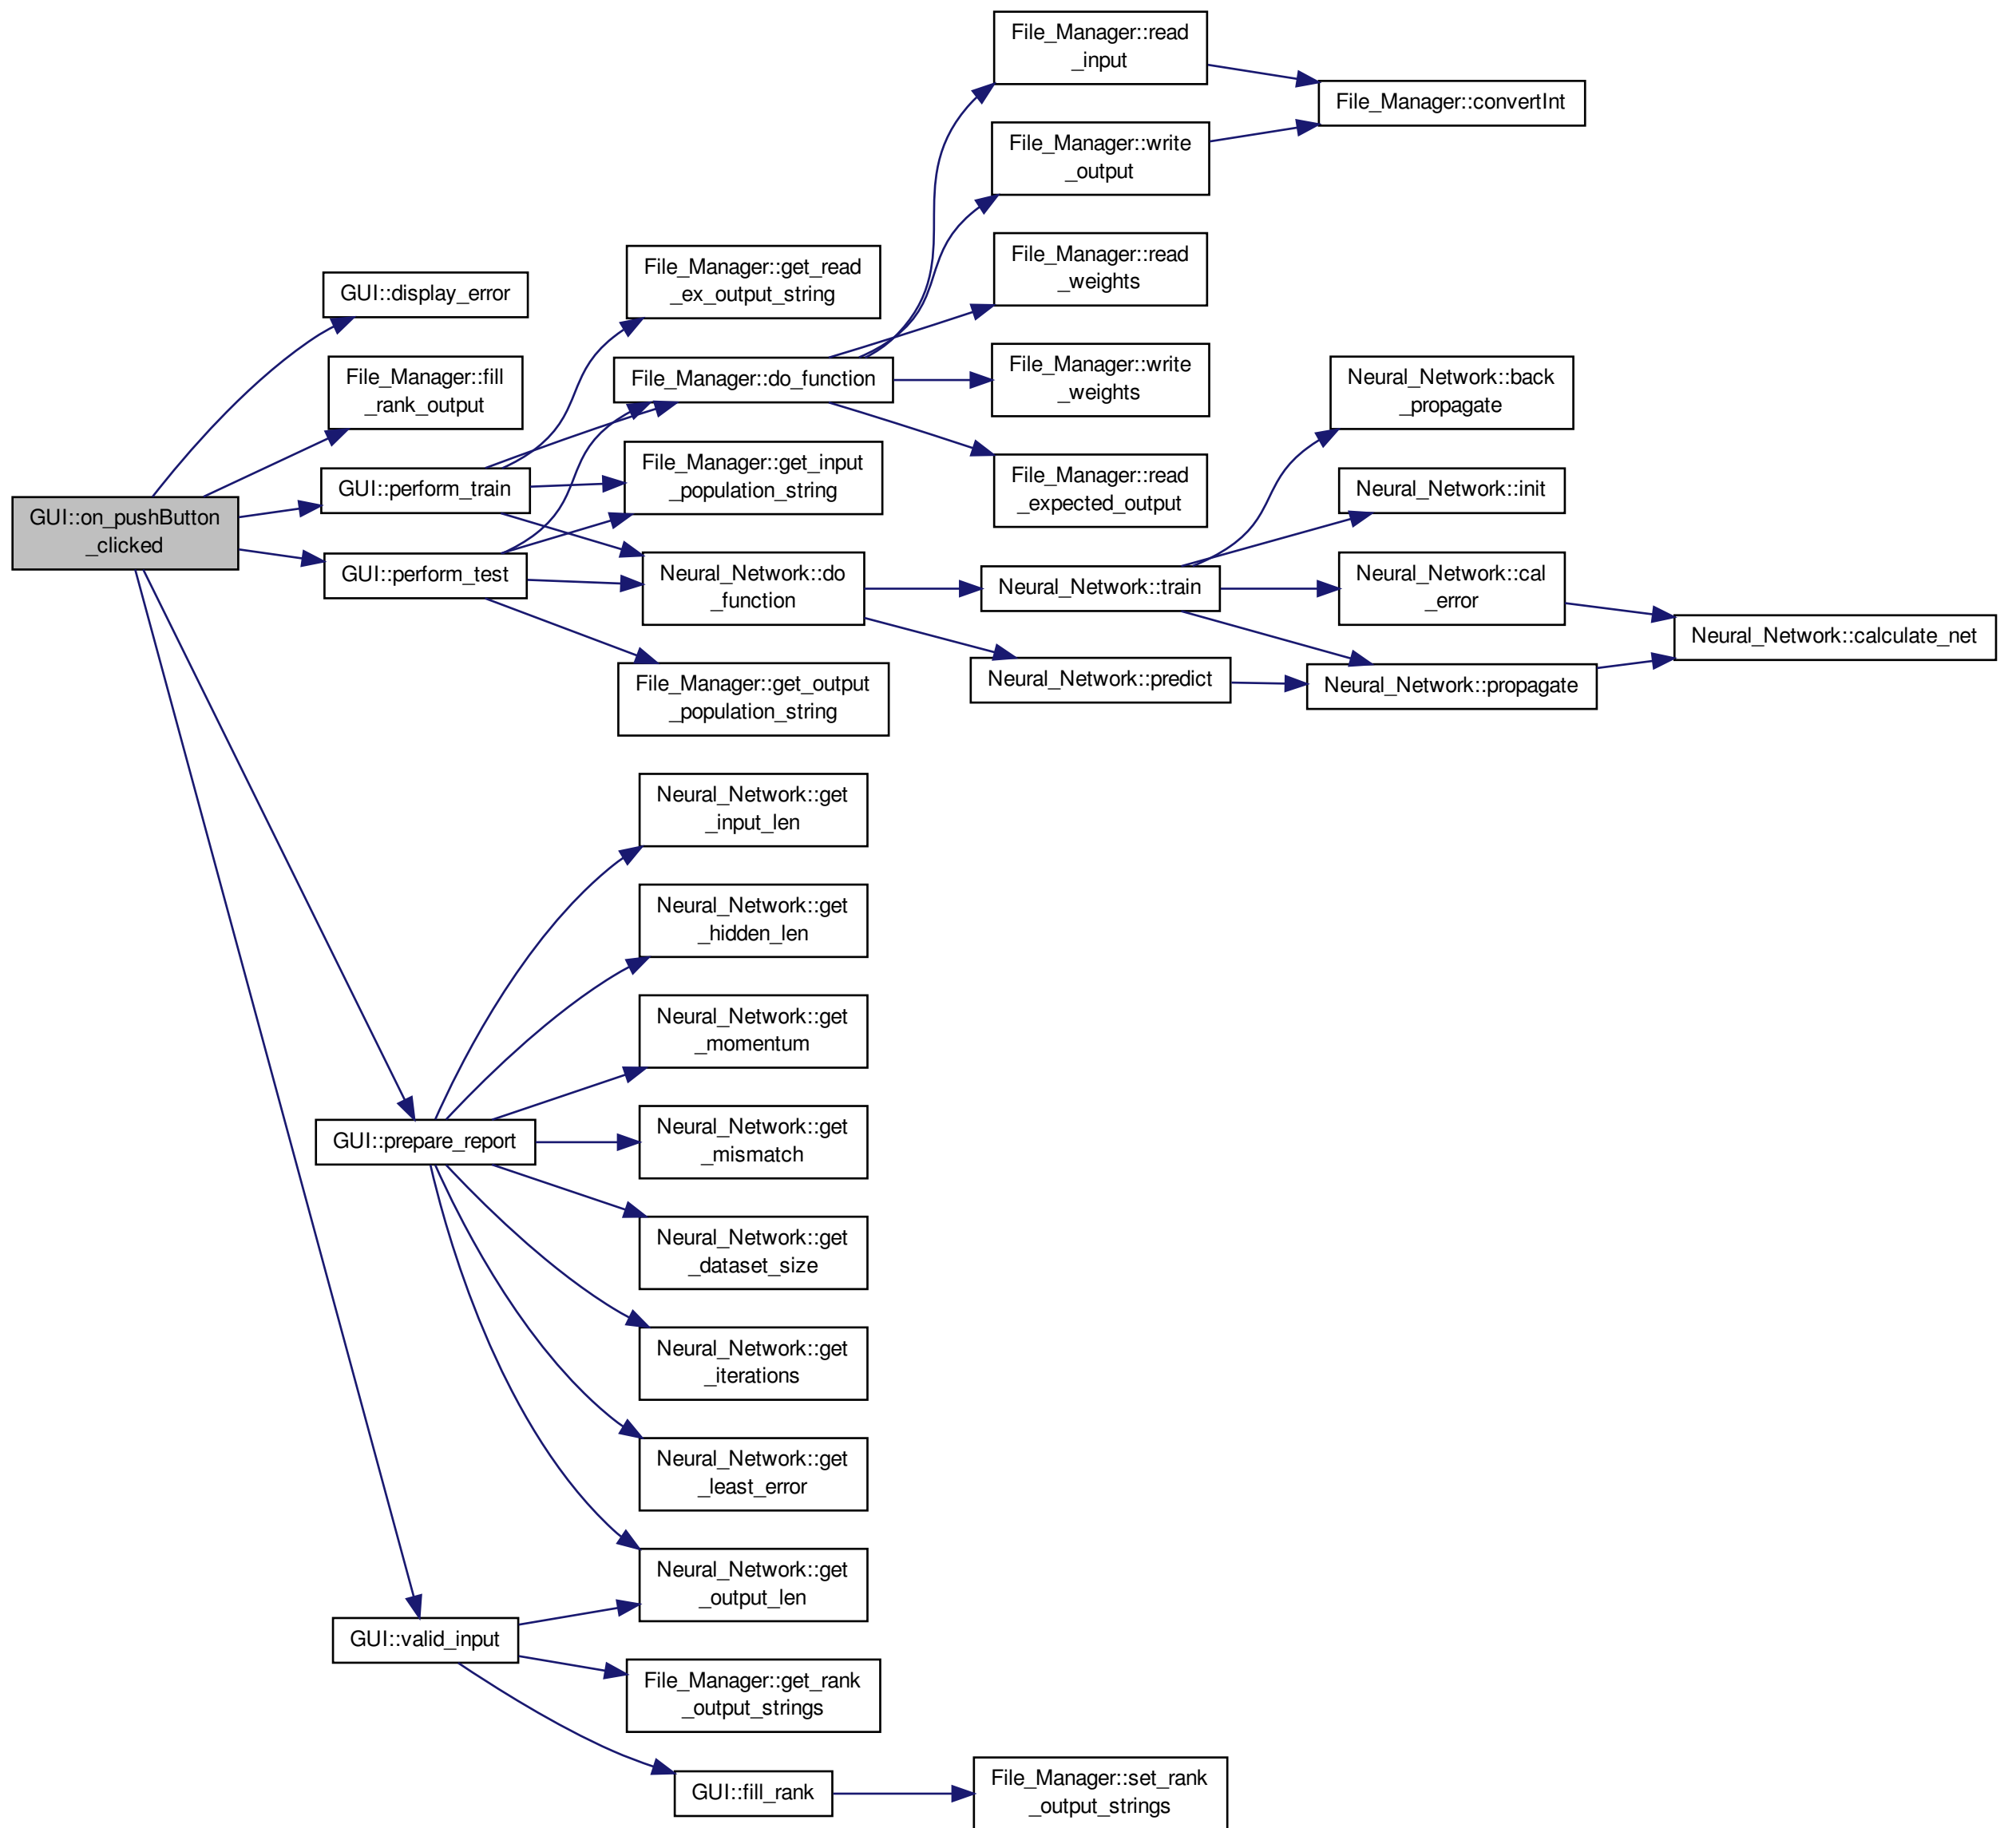 GUI::on_pushButton
_clicked
GUI::display_error
File_Manager::fill
_rank_output
GUI::perform_train
GUI::perform_test
GUI::prepare_report
GUI::valid_input
File_Manager::get_read
_ex_output_string
File_Manager::do_function
File_Manager::get_input
_population_string
Neural_Network::do
_function
File_Manager::get_output
_population_string
Neural_Network::get
_input_len
Neural_Network::get
_hidden_len
Neural_Network::get
_momentum
Neural_Network::get
_mismatch
Neural_Network::get
_dataset_size
Neural_Network::get
_iterations
Neural_Network::get
_least_error
Neural_Network::get
_output_len
File_Manager::get_rank
_output_strings
GUI::fill_rank
File_Manager::read
_input
File_Manager::write
_output
File_Manager::read
_weights
File_Manager::write
_weights
File_Manager::read
_expected_output
Neural_Network::train
Neural_Network::predict
File_Manager::set_rank
_output_strings
File_Manager::convertInt
Neural_Network::back
_propagate
Neural_Network::init
Neural_Network::cal
_error
Neural_Network::propagate
Neural_Network::calculate_net